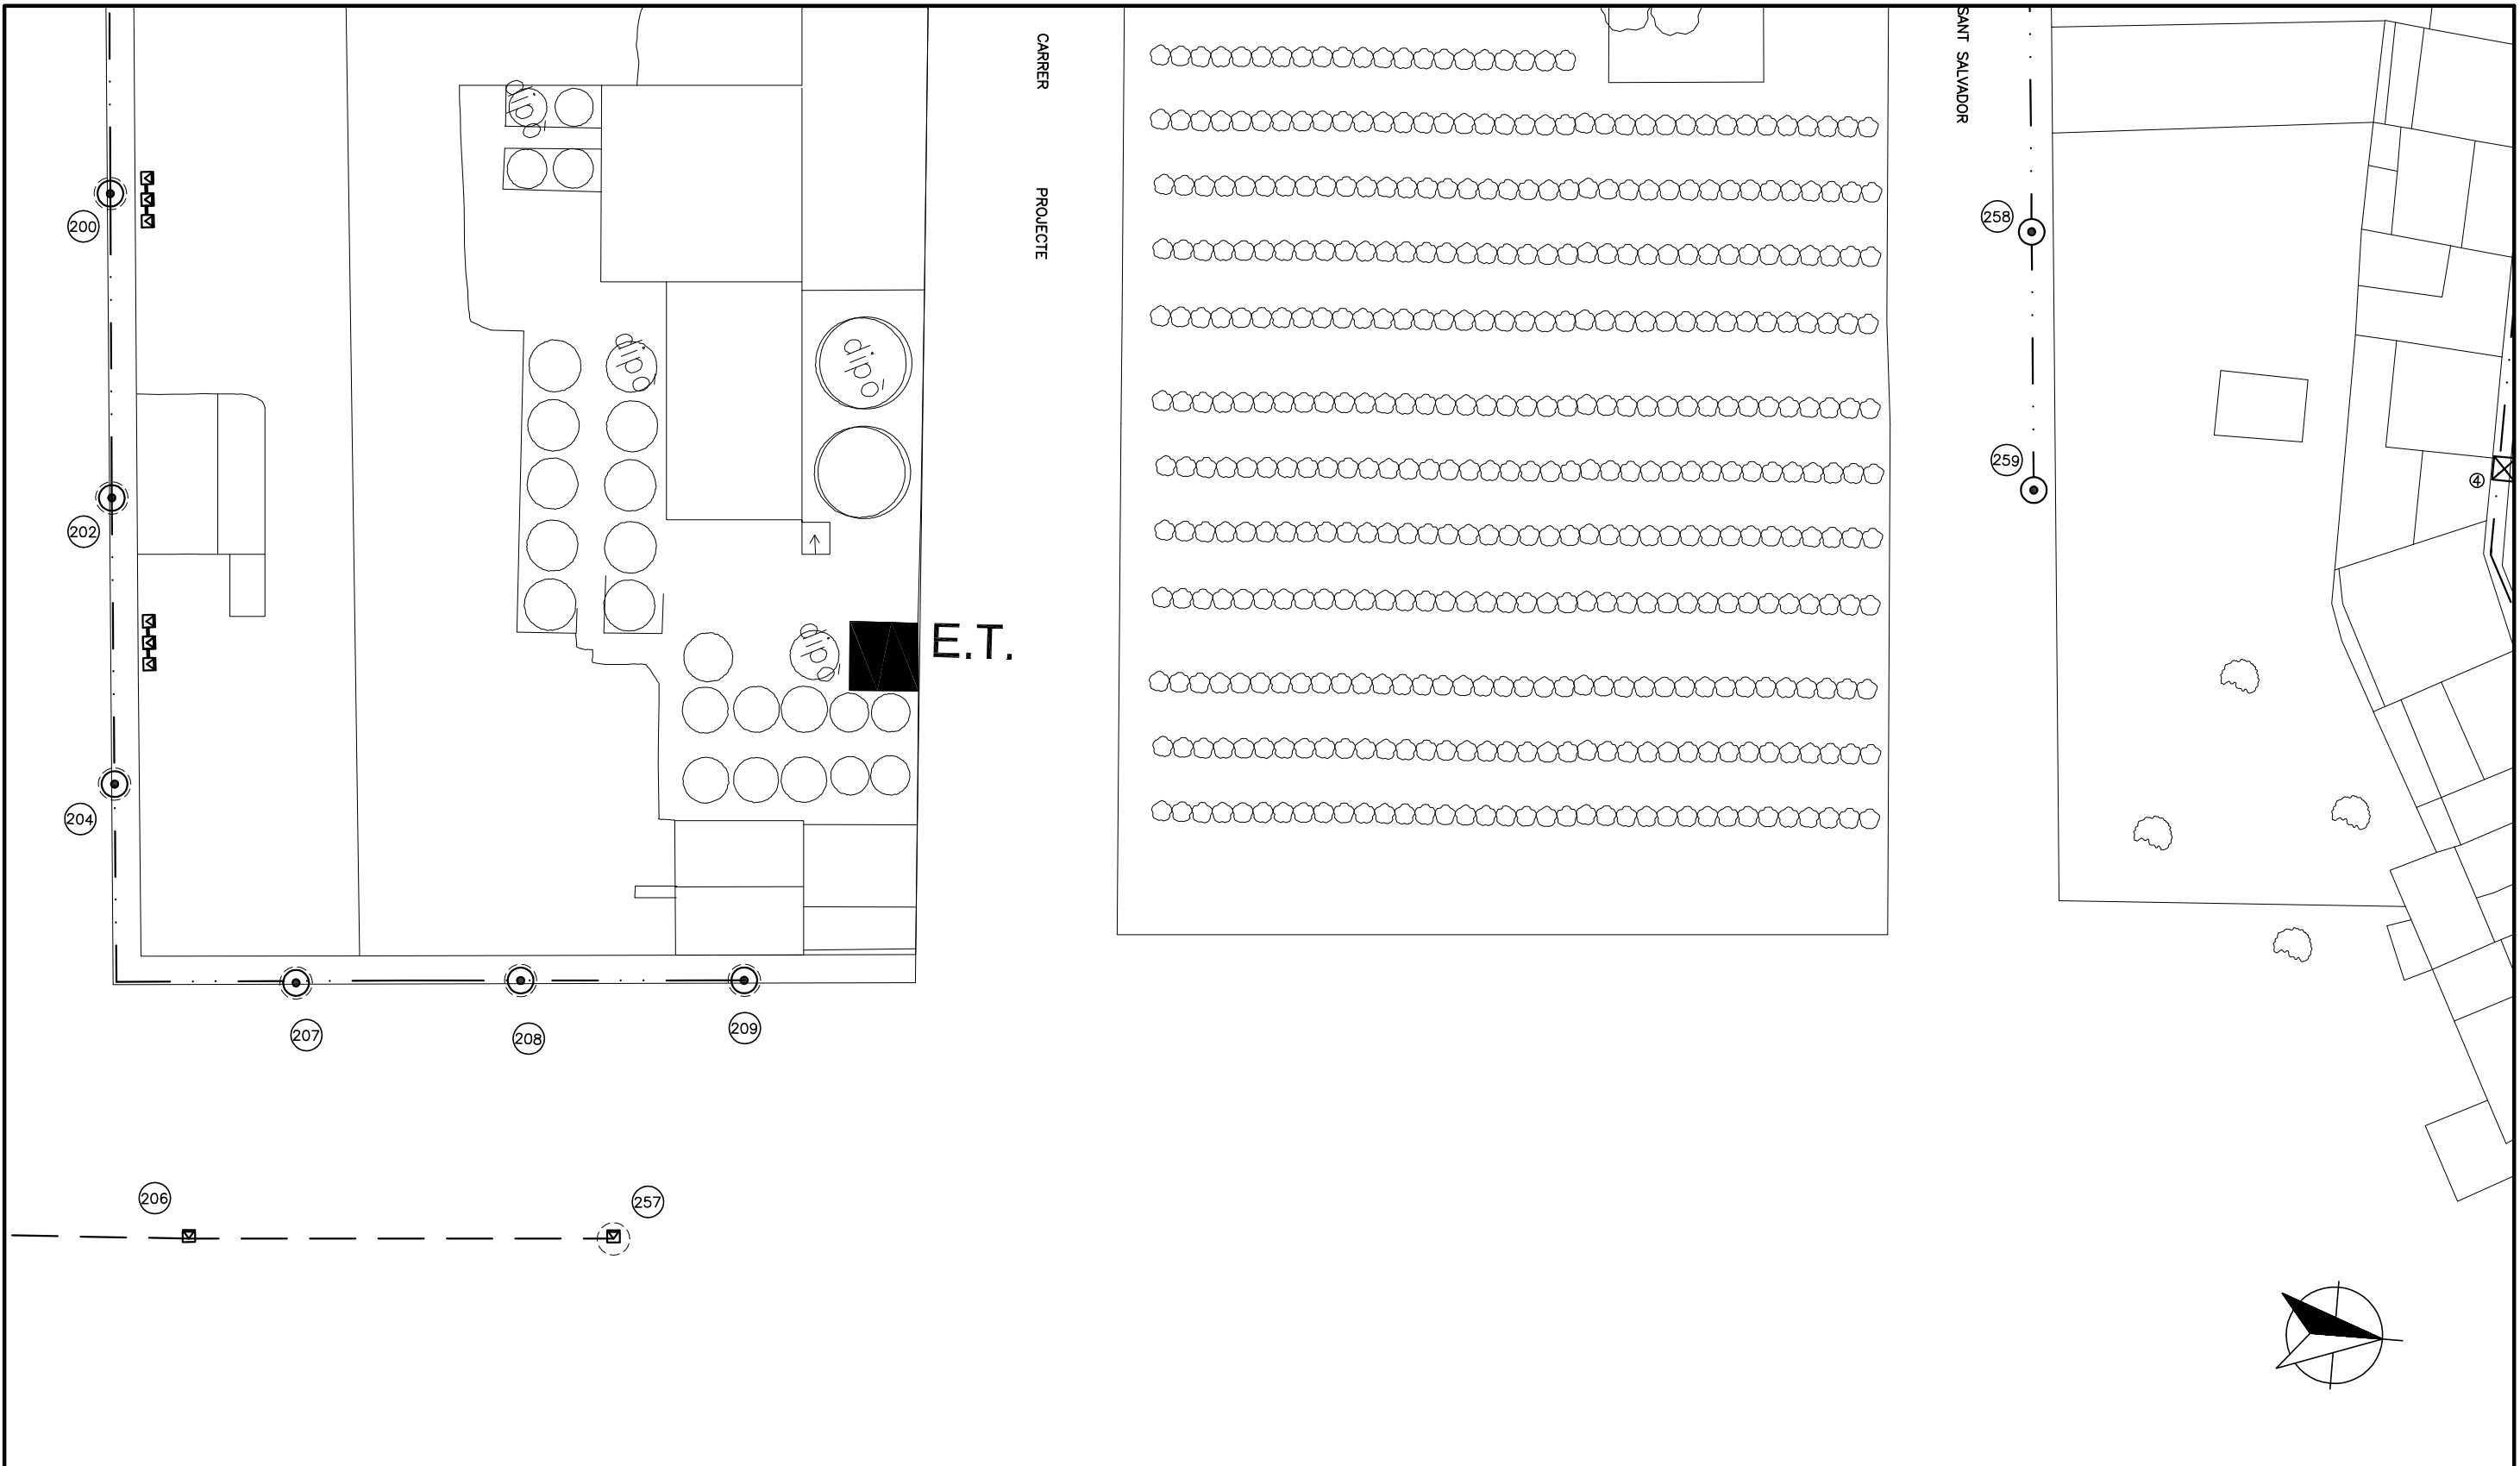 CARRER
PROJECTE
SANT SALVADOR
dipò
200
258
dipò
dipò
259
4
202
E.T.
dipò
204
207
208
209
206
257